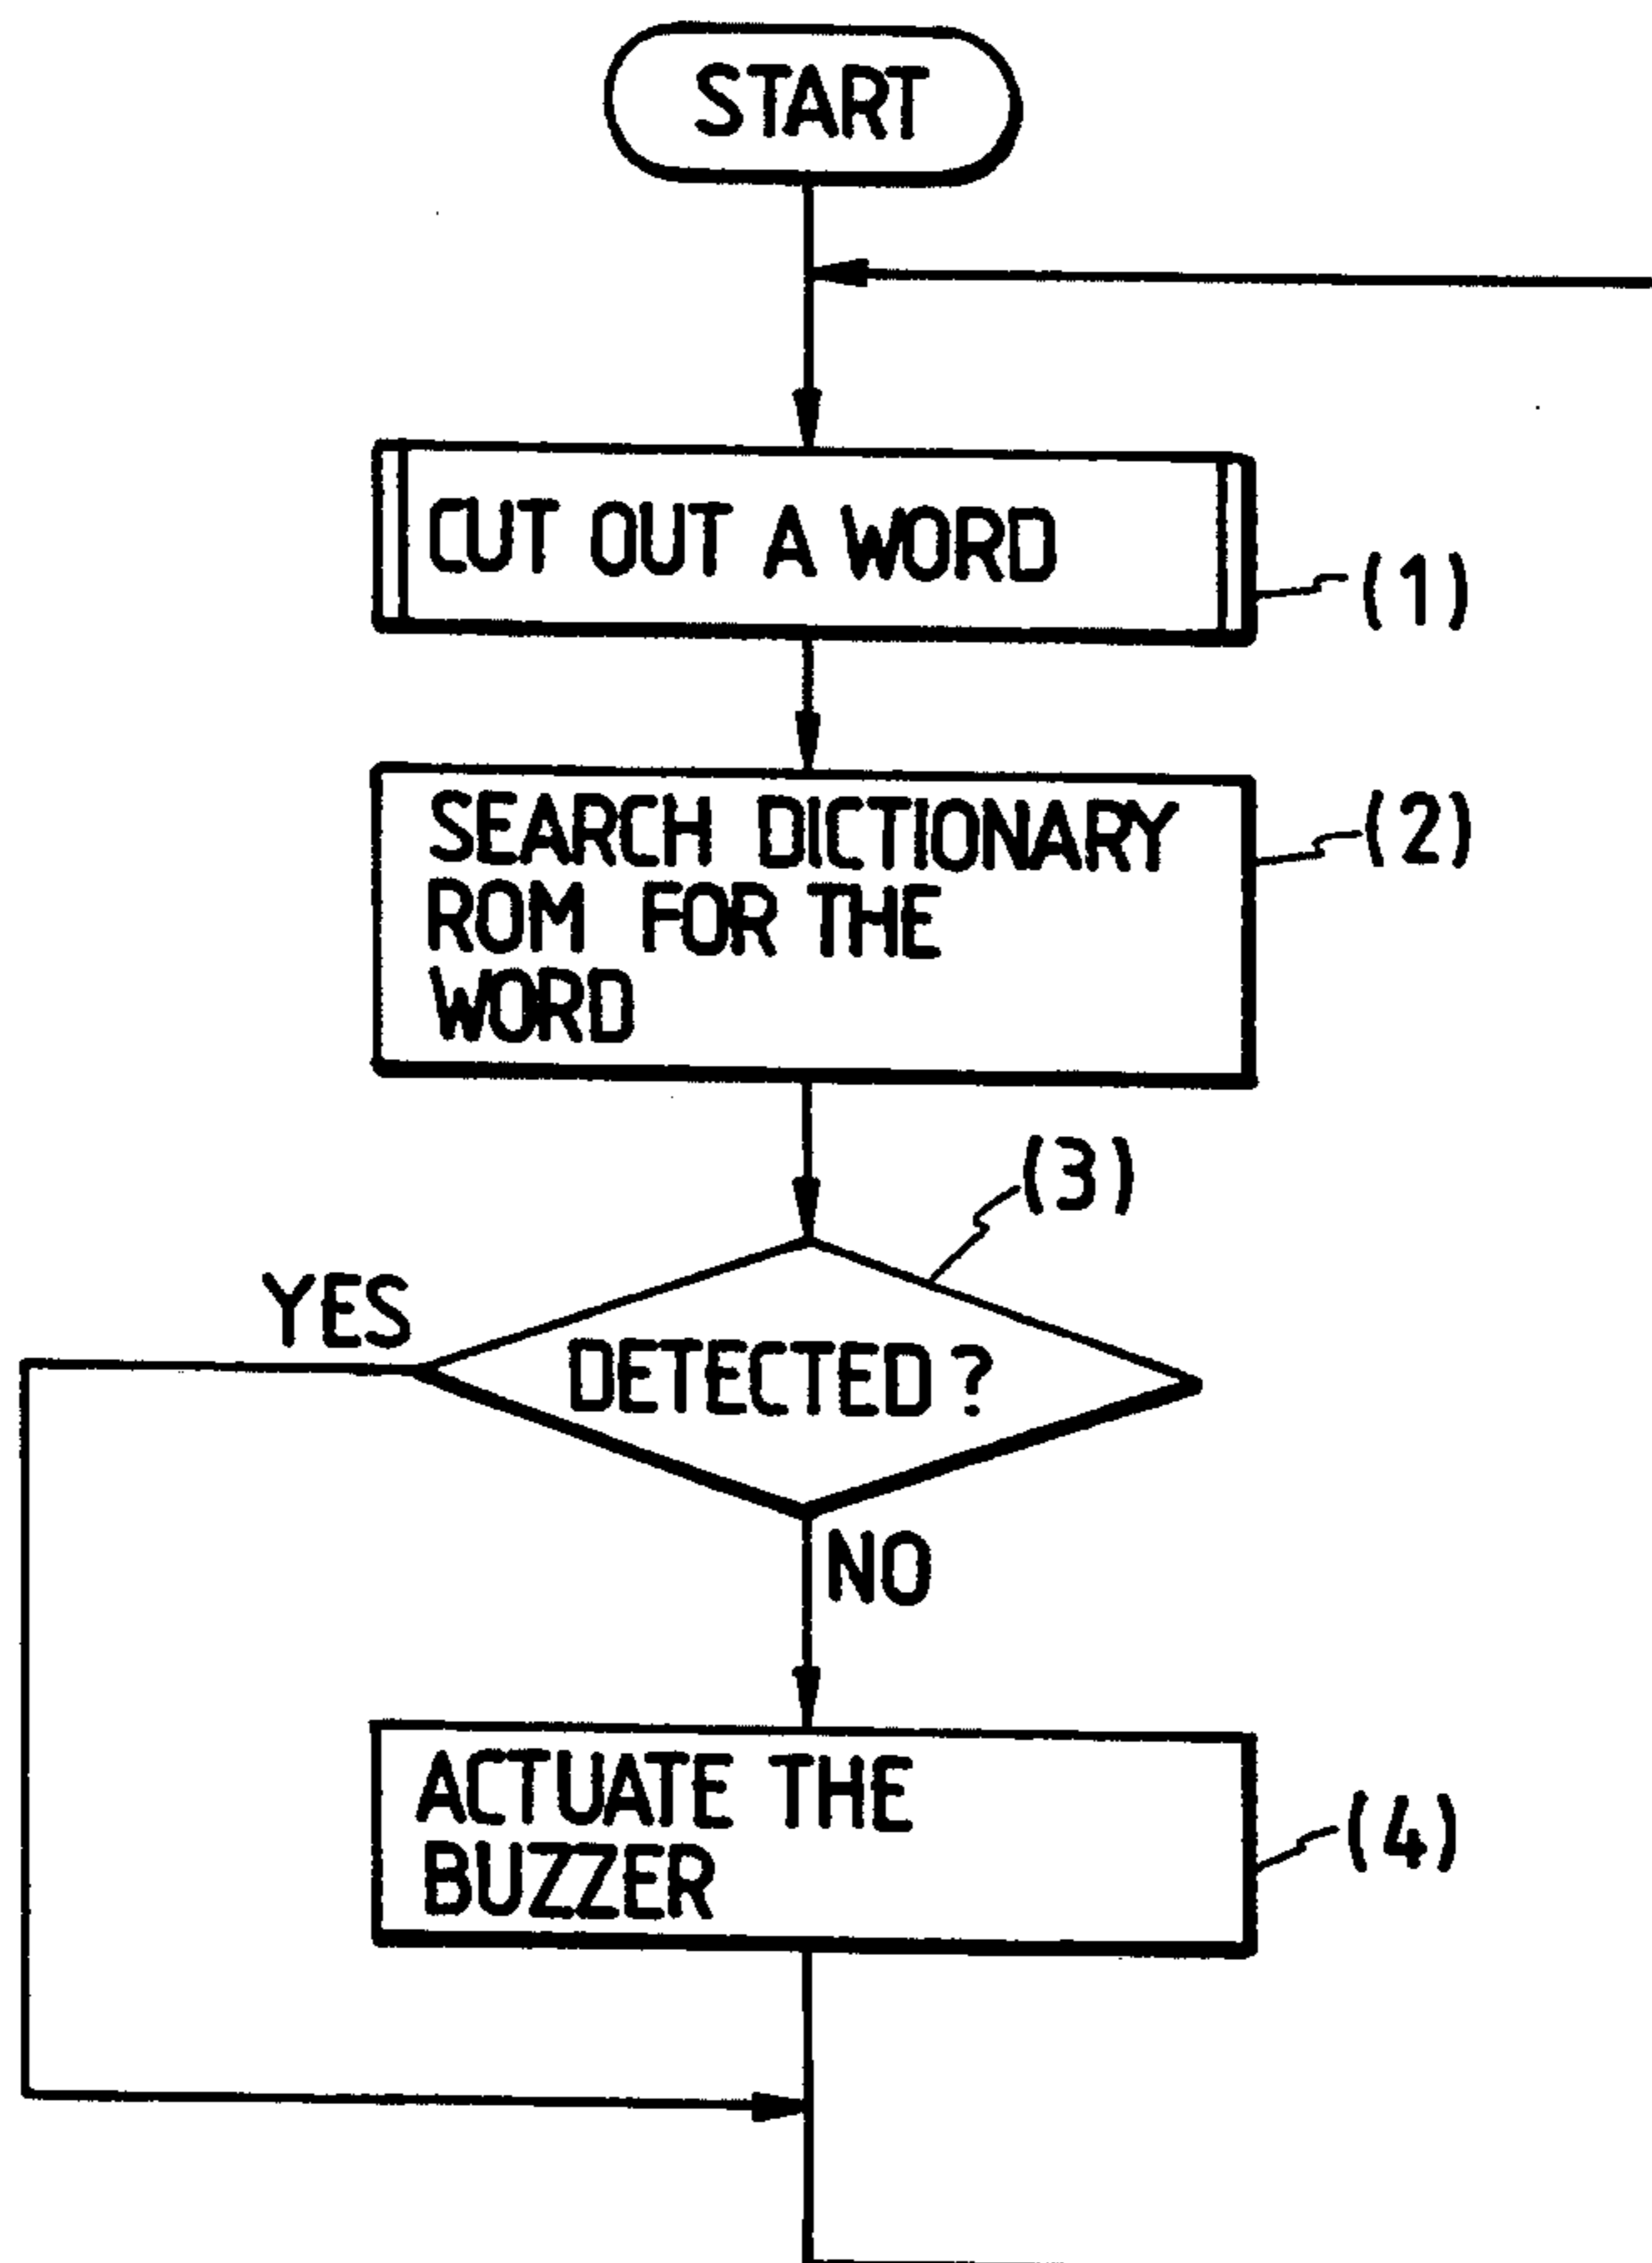 START
CUT OUT A WORD
(1)
SEARCH DICTIONARY
ROM FOR THE
WORD
(2)
(3)
YES
DETECTED?
NO
ACTUATE THE
BUZZER
(4)